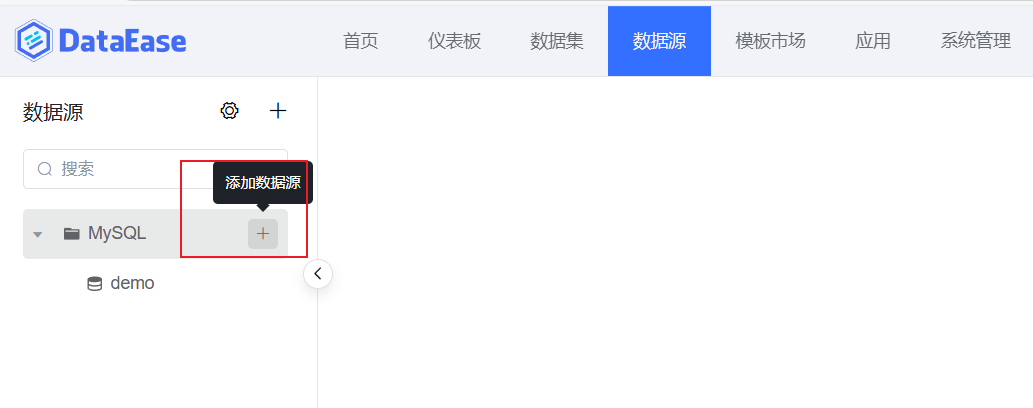 DataEase 首页 仪表板 数据集 数据源 模板市场 应用 系统管理
数据源
搜索
添加数据源
MySQL
demo